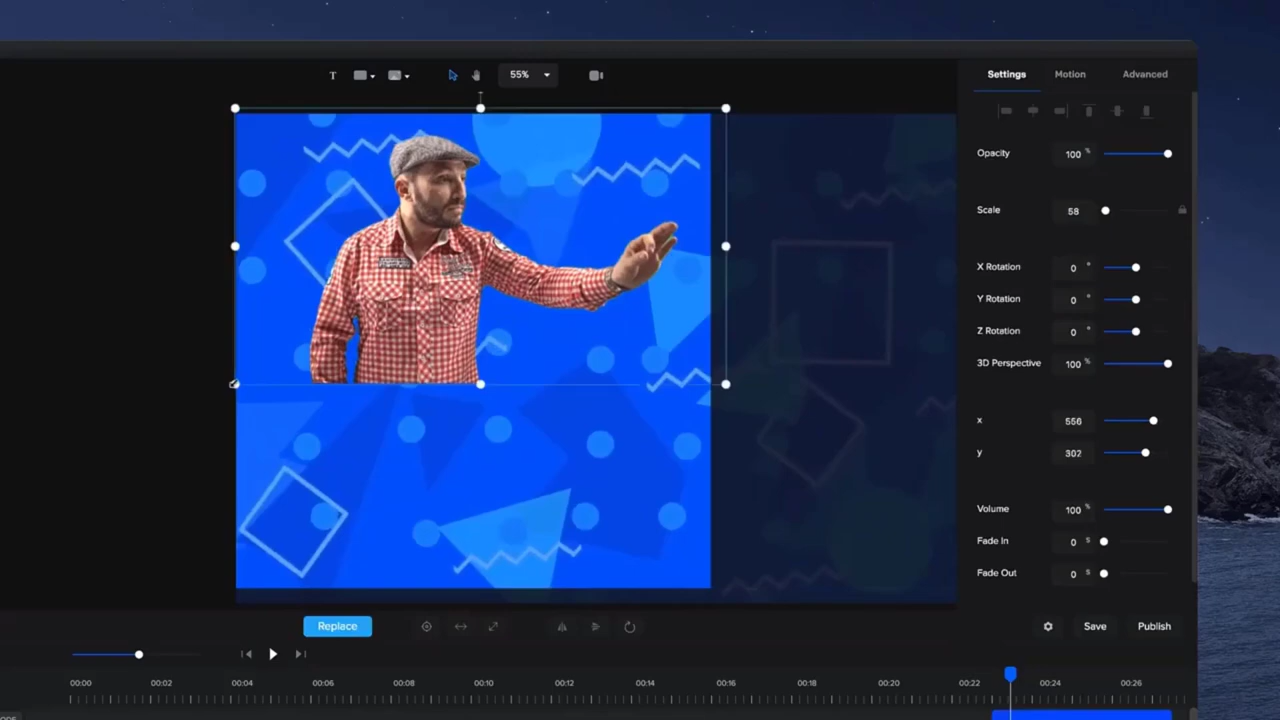 T
55%
Settings Motion Advanced
Opacity 100 %
Scale 58
X Rotation 0 °
Y Rotation 0 °
Z Rotation 0 °
3D Perspective 100 %
x 556
y 302
Volume 100 %
Fade In 0 s
Fade Out 0 s
Replace
Save Publish
00:00 00:02 00:04 00:06 00:08 00:10 00:12 00:14 00:16 00:18 00:20 00:22 00:24 00:26